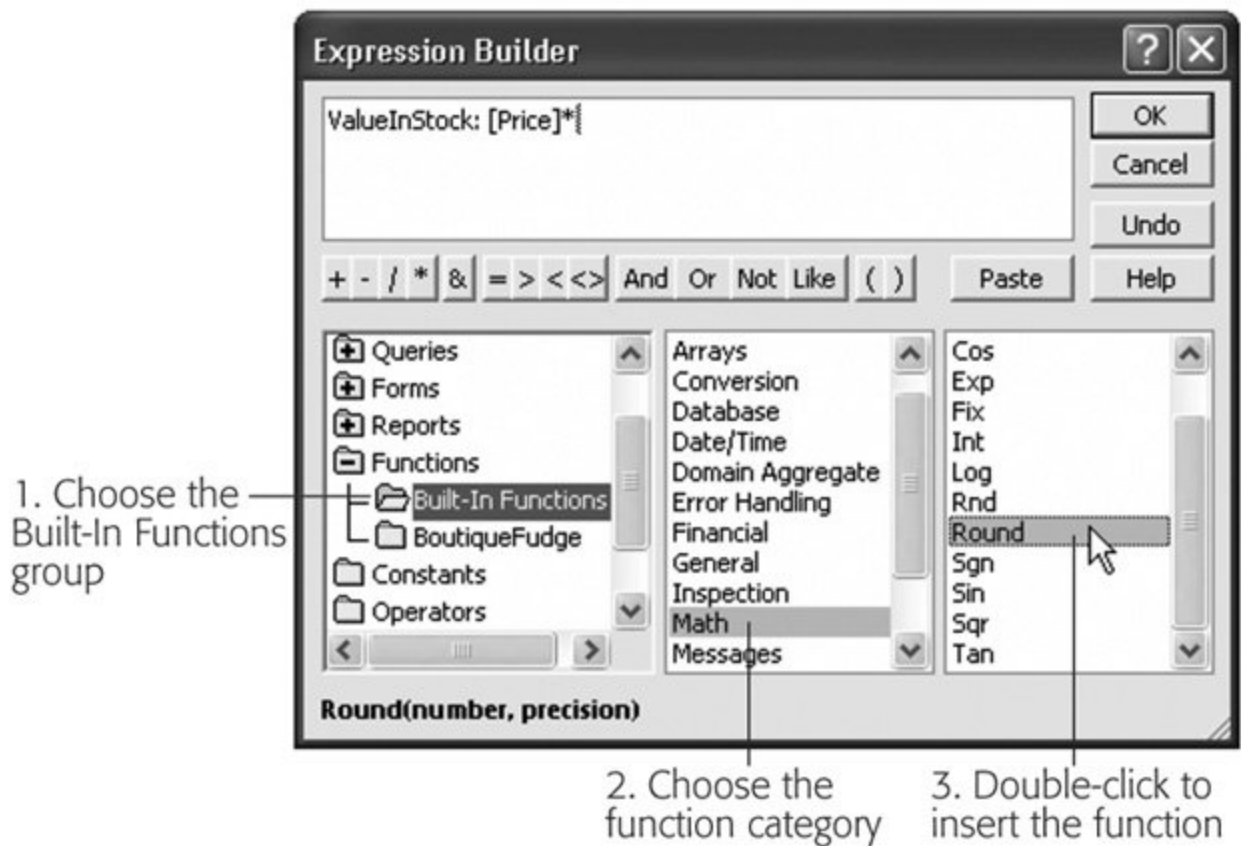 Expression Builder
?
ValueInStock: [Price]*
OK
Cancel
Undo
+ - / * & = > < <> And Or Not Like ( ) Paste Help
Queries
Forms
Reports
Functions
Built-In Functions
BoutiqueFudge
Constants
Operators
Arrays
Conversion
Database
Date/Time
Domain Aggregate
Error Handling
Financial
General
Inspection
Math
Messages
Cos
Exp
Fix
Int
Log
Rnd
Round
Sgn
Sin
Sqr
Tan
Round(number, precision)
1. Choose the
Built-In Functions
group
2. Choose the
function category
3. Double-click to
insert the function